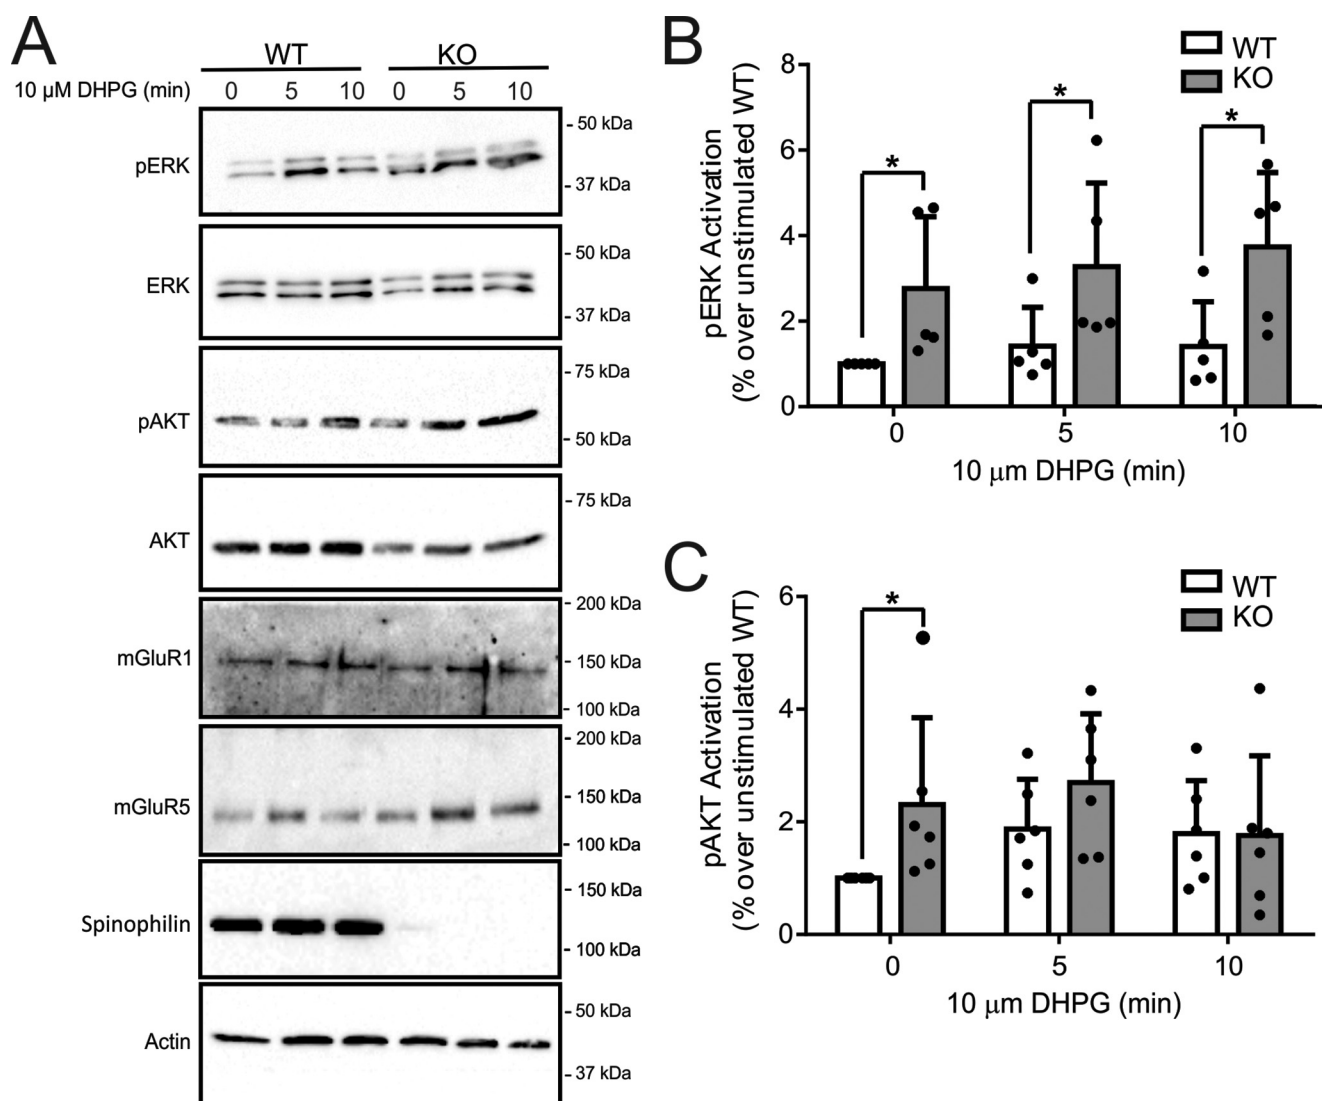 A
WT KO
10 µM DHPG (min) 0 5 10 0 5 10
pERK
- 50 kDa
- 37 kDa
ERK
- 50 kDa
- 37 kDa
pAKT
- 75 kDa
- 50 kDa
AKT
- 75 kDa
mGluR1
- 200 kDa
- 150 kDa
- 100 kDa
mGluR5
- 200 kDa
- 150 kDa
- 100 kDa
Spinophilin
- 150 kDa
- 100 kDa
Actin
- 50 kDa
- 37 kDa
B
WT
KO
pERK Activation
(% over unstimulated WT)
8
6
4
2
0
* * *
0 5 10
10 μm DHPG (min)
C
WT
KO
pAKT Activation
(% over unstimulated WT)
6
4
2
0
*
0 5 10
10 μm DHPG (min)